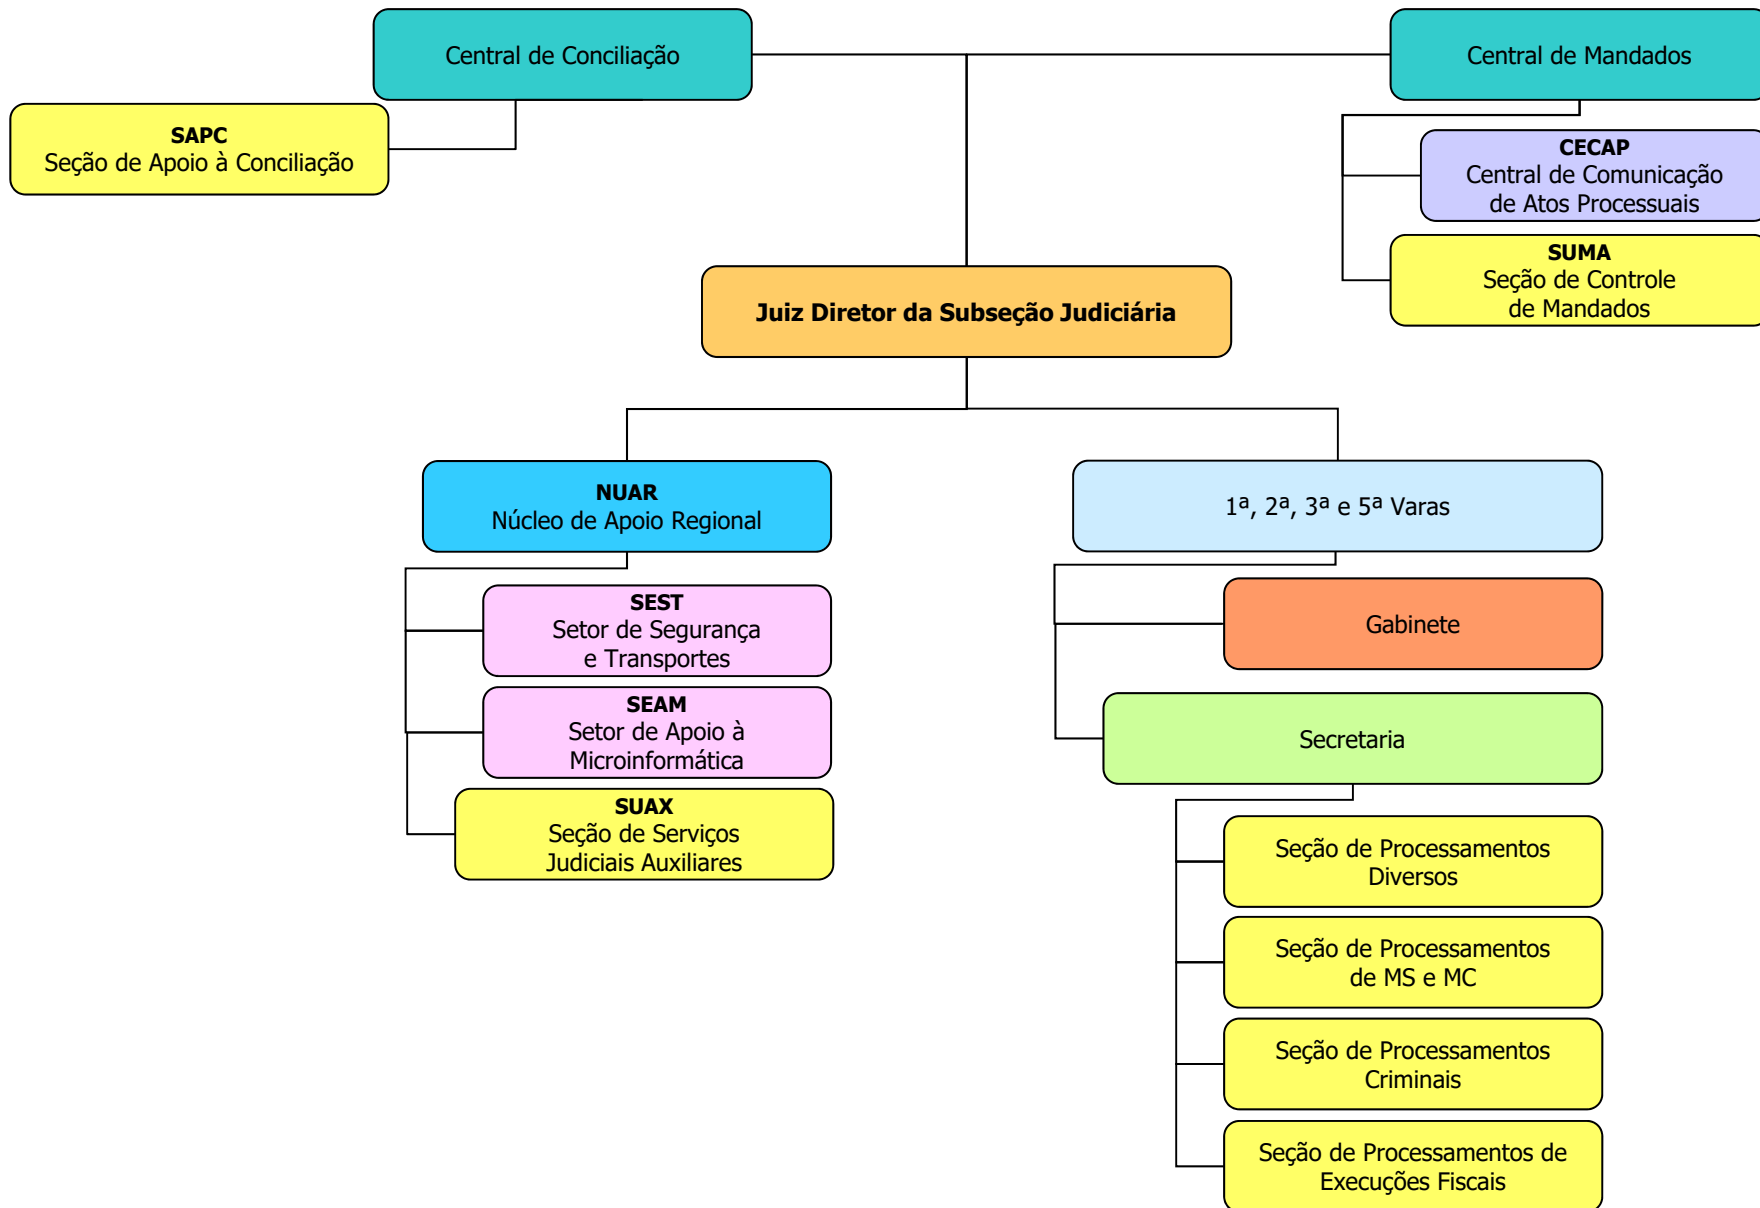 Central de Conciliação
Central de Mandados
SAPC
Seção de Apoio à Conciliação
CECAP
Central de Comunicação
de Atos Processuais
SUMA
Seção de Controle
de Mandados
Juiz Diretor da Subseção Judiciária
NUAR
Núcleo de Apoio Regional
SEST
Setor de Segurança
e Transportes
SEAM
Setor de Apoio à
Microinformática
SUAX
Seção de Serviços
Judiciais Auxiliares
1ª, 2ª, 3ª e 5ª Varas
Gabinete
Secretaria
Seção de Processamentos
Diversos
Seção de Processamentos
de MS e MC
Seção de Processamentos
Criminais
Seção de Processamentos de
Execuções Fiscais